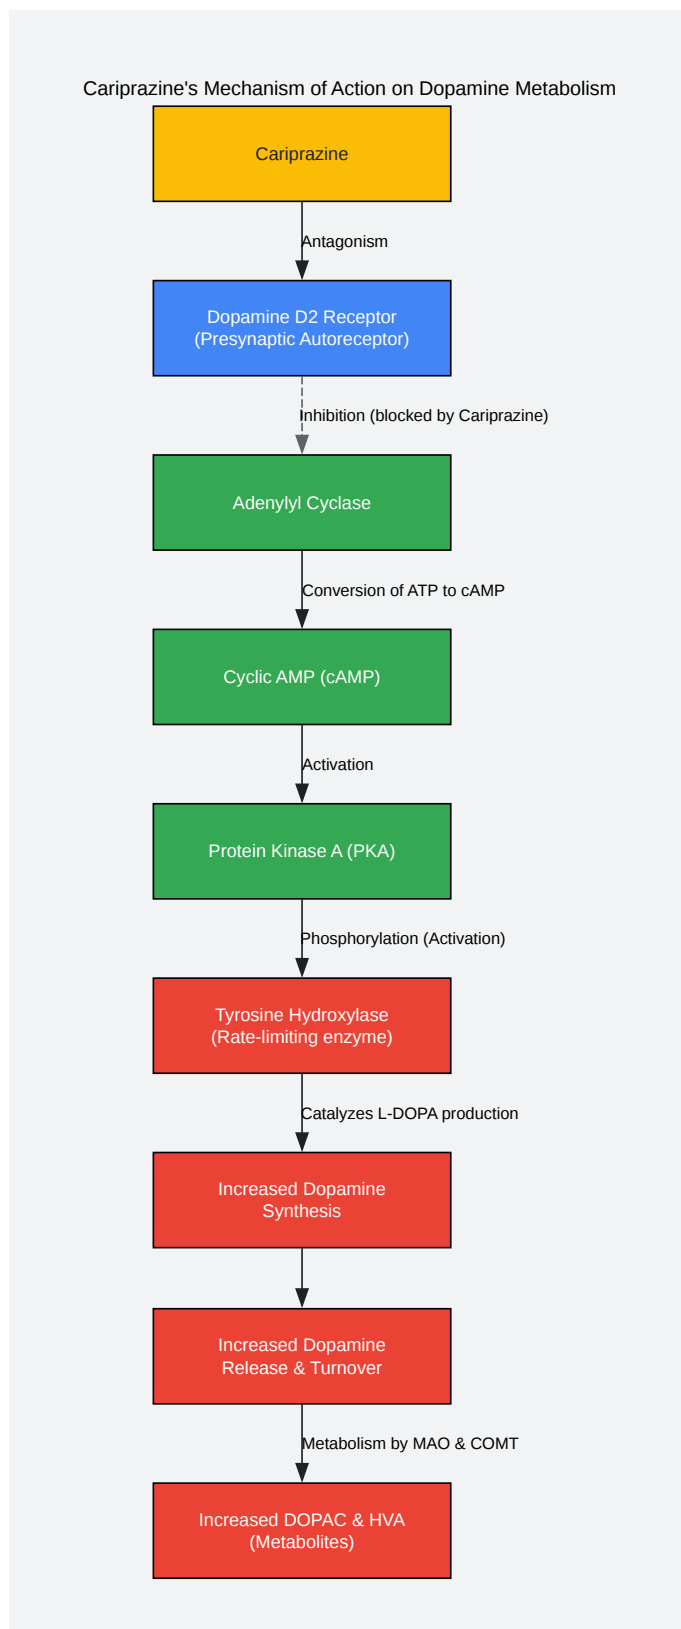 Cariprazine's Mechanism of Action on Dopamine Metabolism
Cariprazine
Antagonism
Dopamine D2 Receptor
(Presynaptic Autoreceptor)
Inhibition (blocked by Cariprazine)
Adenylyl Cyclase
Conversion of ATP to cAMP
Cyclic AMP (cAMP)
Activation
Protein Kinase A (PKA)
Phosphorylation (Activation)
Tyrosine Hydroxylase
(Rate-limiting enzyme)
Catalyzes L-DOPA production
Increased Dopamine
Synthesis
Increased Dopamine
Release & Turnover
Metabolism by MAO & COMT
Increased DOPAC & HVA
(Metabolites)